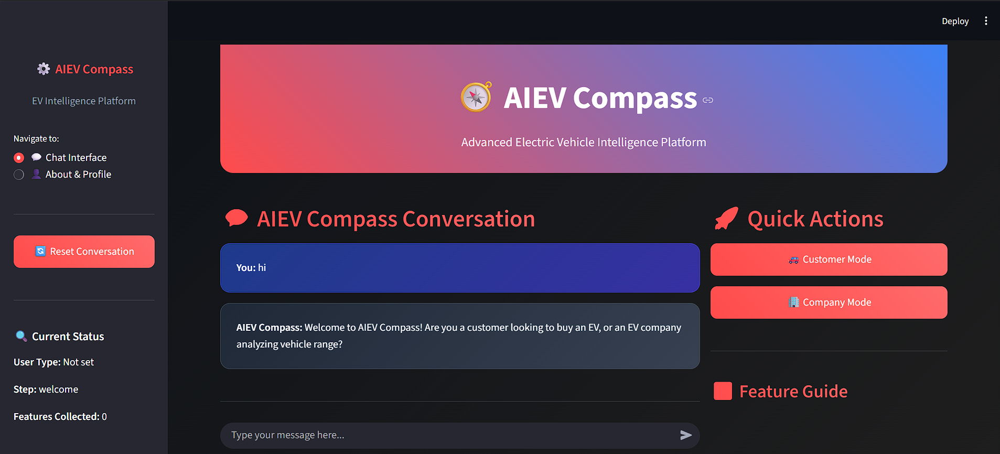 Deploy
AIEV Compass
EV Intelligence Platform
Navigate to:
Chat Interface
About & Profile
Reset Conversation
Current Status
User Type: Not set
Step: welcome
Features Collected: 0
AIEV Compass
Advanced Electric Vehicle Intelligence Platform
AIEV Compass Conversation
You: hi
AIEV Compass: Welcome to AIEV Compass! Are you a customer looking to buy an EV, or an EV company
analyzing vehicle range?
Type your message here...
Quick Actions
Customer Mode
Company Mode
Feature Guide